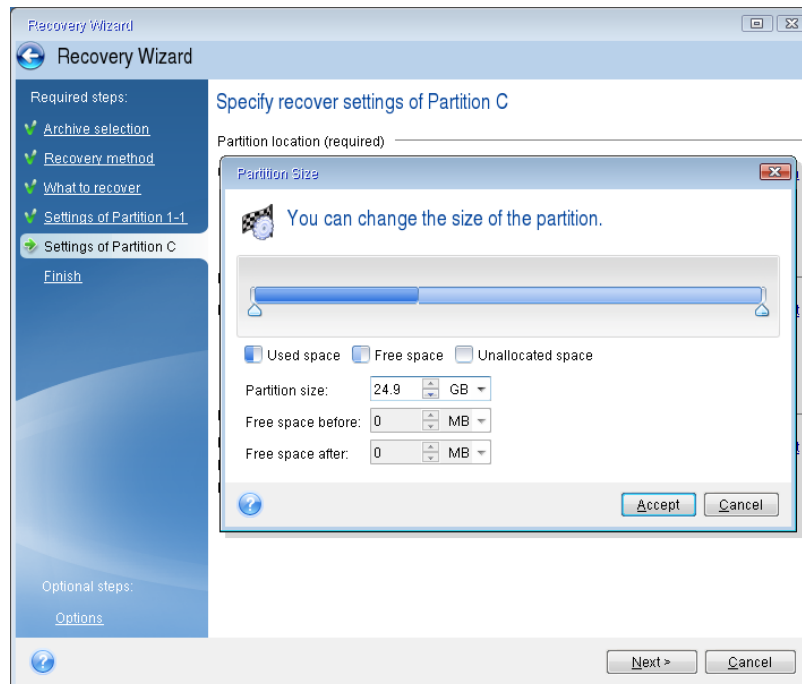 Recovery Wizard
Recovery Wizard
Required steps:
Archive selection
Recovery method
What to recover
Settings of Partition 1-1
Settings of Partition C
Finish
Optional steps:
Options
Specify recover settings of Partition C
Partition location (required)
Partition Size
You can change the size of the partition.
Used space Free space Unallocated space
Partition size: 24.9 GB
Free space before: 0 MB
Free space after: 0 MB
Accept Cancel
Next > Cancel